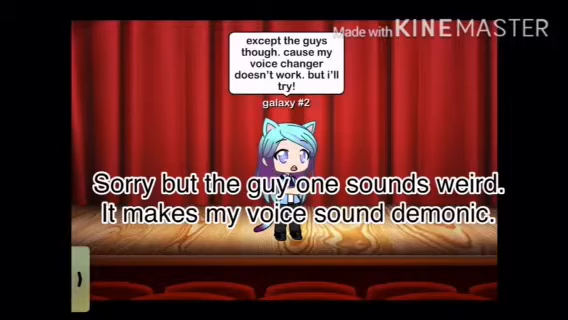 Made with KINEMASTER
except the guys
though. cause my
voice changer
doesn't work. but i'll
try!
galaxy #2
Sorry but the guy one sounds weird.
It makes my voice sound demonic.